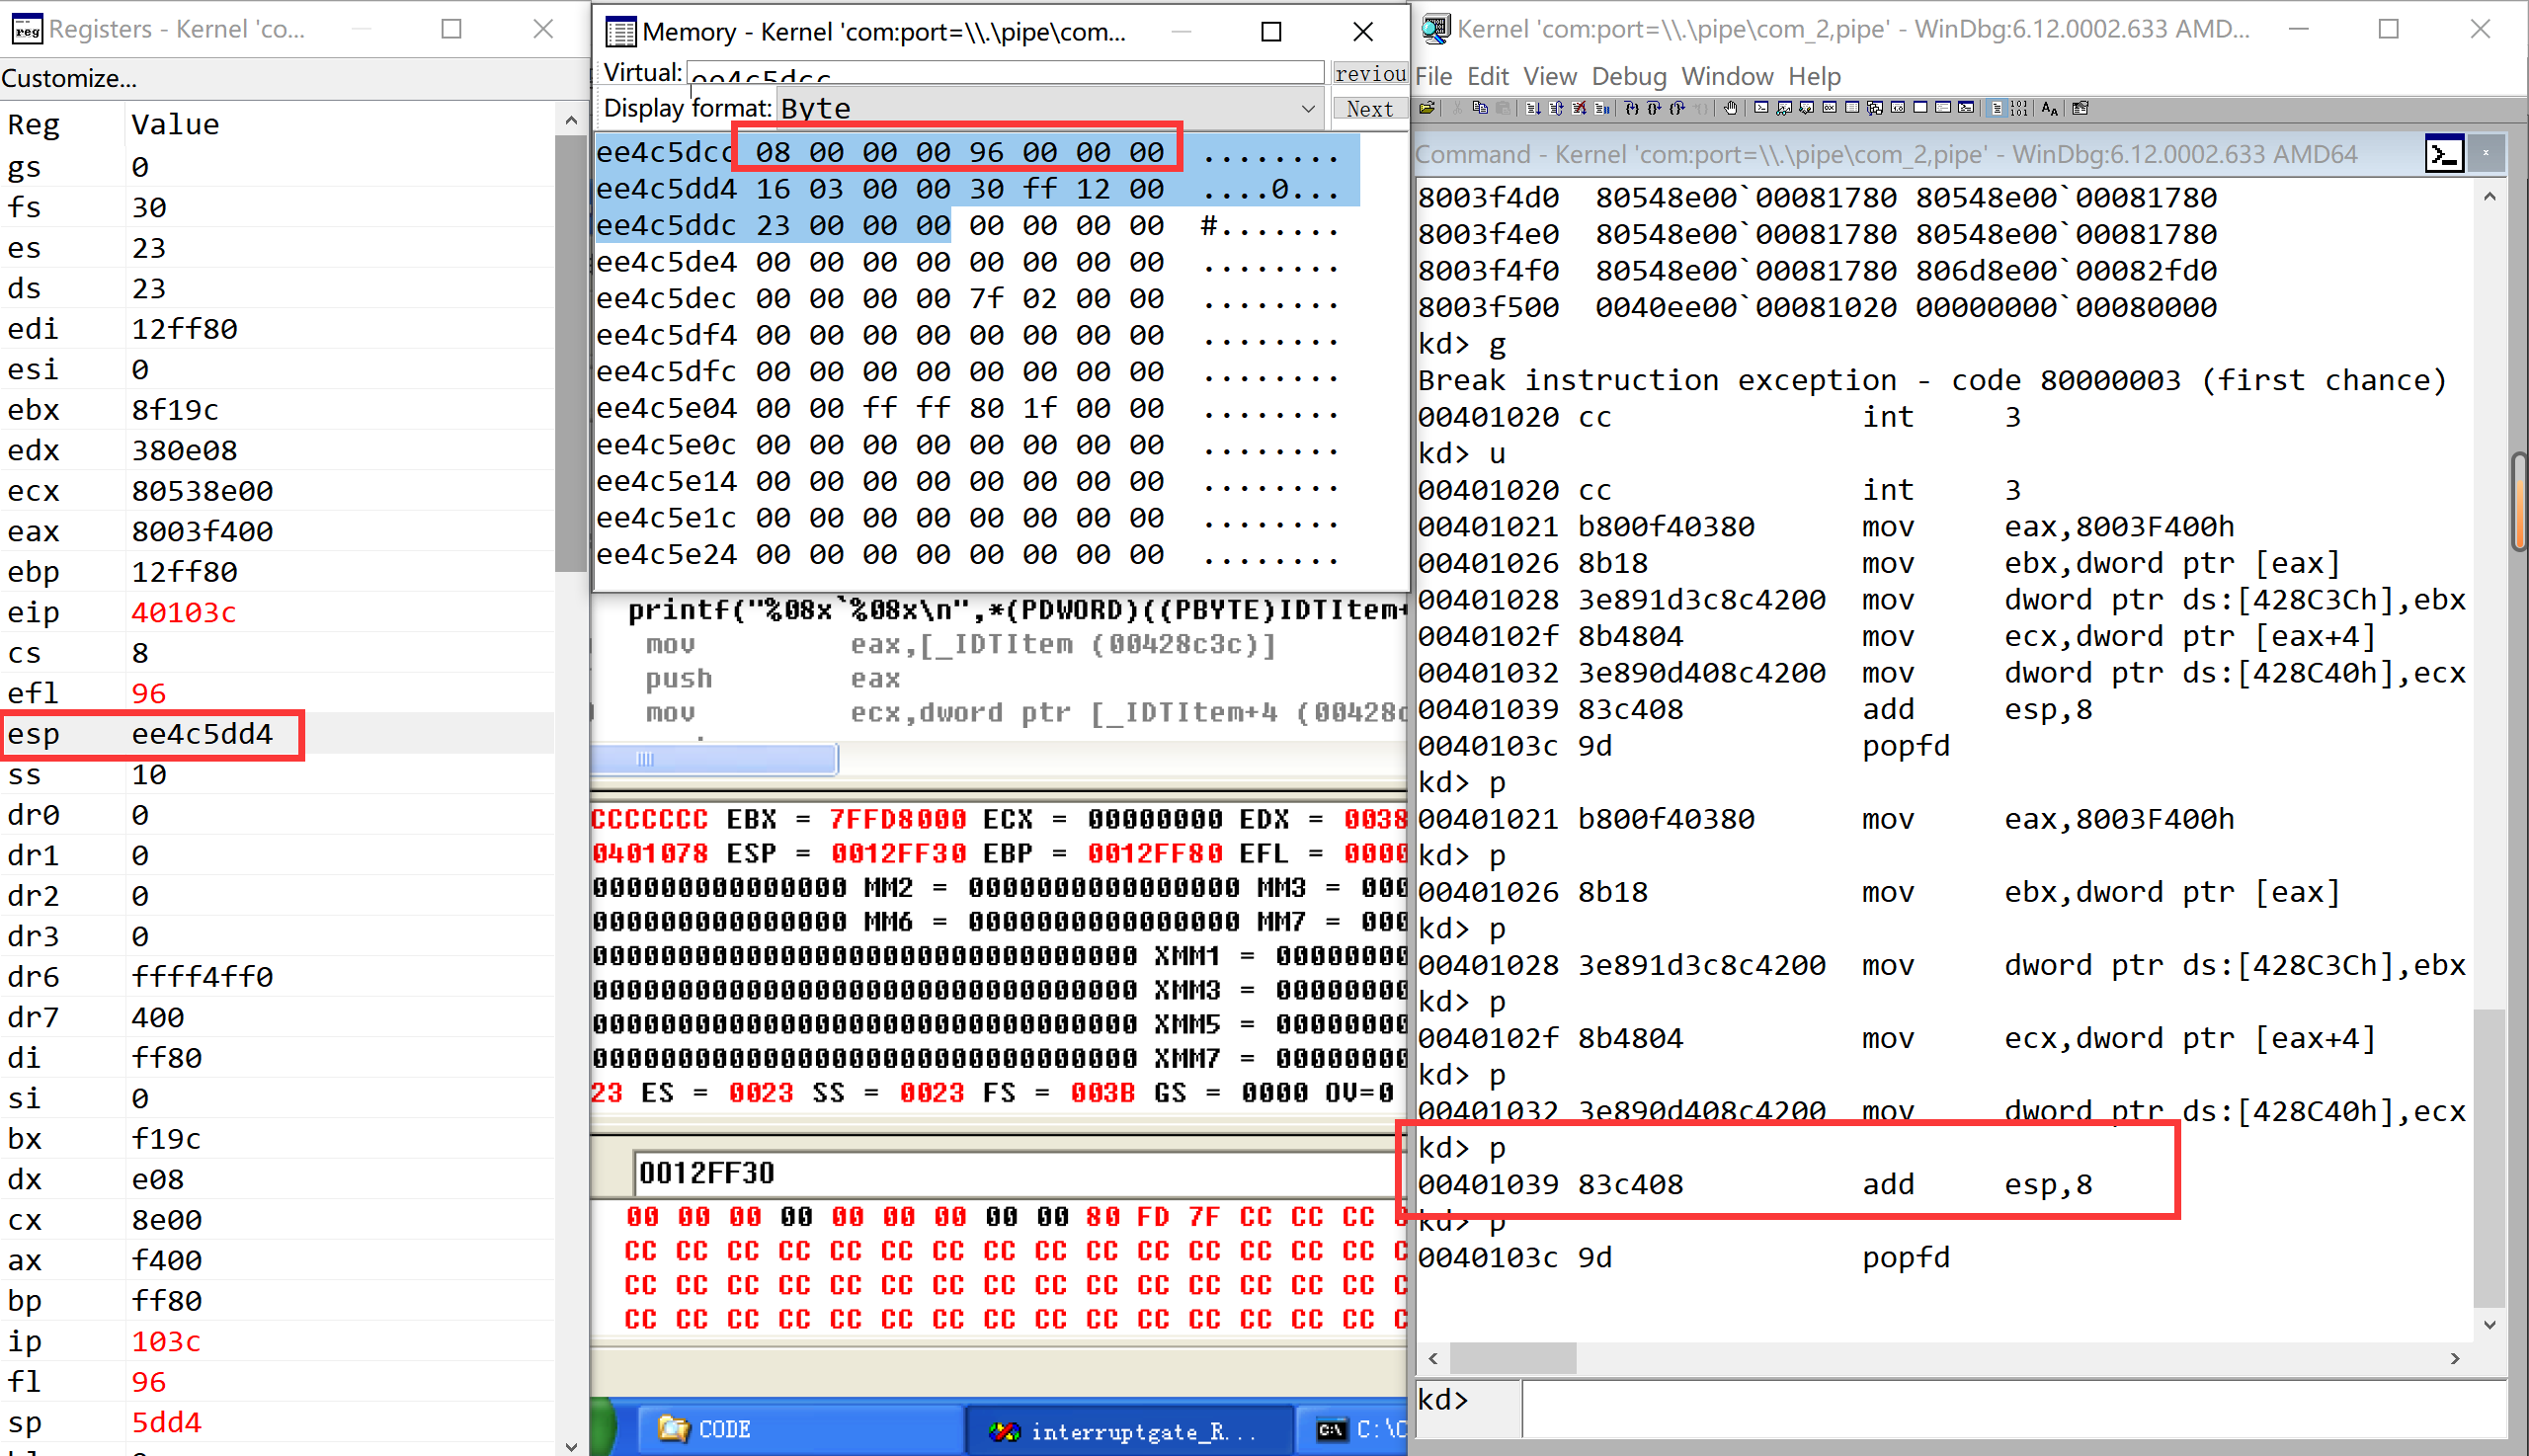 Registers - Kernel 'co...
Customize...
Reg Value
gs 0
fs 30
es 23
ds 23
edi 12ff80
esi 0
ebx 8f19c
edx 380e08
ecx 80538e00
eax 8003f400
ebp 12ff80
eip 40103c
cs 8
efl 96
esp ee4c5dd4
ss 10
dr0 0
dr1 0
dr2 0
dr3 0
dr6 ffff4ff0
dr7 400
di ff80
si 0
bx f19c
dx e08
cx 8e00
ax f400
bp ff80
ip 103c
fl 96
sp 5dd4
Memory - Kernel 'com:port=\\.\pipe\com...
Virtual: ee4c5dcc reviou
Display format: Byte Next
ee4c5dcc 08 00 00 00 96 00 00 00 ........
ee4c5dd4 16 03 00 00 30 ff 12 00 ....0...
ee4c5ddc 23 00 00 00 00 00 00 00 #.......
ee4c5de4 00 00 00 00 00 00 00 00 ........
ee4c5dec 00 00 00 00 7f 02 00 00 ........
ee4c5df4 00 00 00 00 00 00 00 00 ........
ee4c5dfc 00 00 00 00 00 00 00 00 ........
ee4c5e04 00 00 ff ff 80 1f 00 00 ........
ee4c5e0c 00 00 00 00 00 00 00 00 ........
ee4c5e14 00 00 00 00 00 00 00 00 ........
ee4c5e1c 00 00 00 00 00 00 00 00 ........
ee4c5e24 00 00 00 00 00 00 00 00 ........
printf("%08x`%08x\n",*(PDWORD)((PBYTE)IDTItem+
mov eax,[_IDTItem (00428c3c)]
push eax
mov ecx,dword ptr [_IDTItem+4 (00428c
CCCCCCC EBX = 7FFD8000 ECX = 00000000 EDX = 0038
0401078 ESP = 0012FF30 EBP = 0012FF80 EFL = 0000
000000000000000 MM2 = 0000000000000000 MM3 = 000
000000000000000 MM6 = 0000000000000000 MM7 = 000
00000000000000000000000000000000 XMM1 = 00000000
00000000000000000000000000000000 XMM3 = 00000000
00000000000000000000000000000000 XMM5 = 00000000
00000000000000000000000000000000 XMM7 = 00000000
23 ES = 0023 SS = 0023 FS = 003B GS = 0000 OV=0
0012FF30
00 00 00 00 00 00 00 00 00 80 FD 7F CC CC CC
CC CC CC CC CC CC CC CC CC CC CC CC CC CC CC C
CC CC CC CC CC CC CC CC CC CC CC CC CC CC CC C
CC CC CC CC CC CC CC CC CC CC CC CC CC CC CC C
CODE interruptgate_R... C:\C
Kernel 'com:port=\\.\pipe\com_2,pipe' - WinDbg:6.12.0002.633 AMD...
File Edit View Debug Window Help
Command - Kernel 'com:port=\\.\pipe\com_2,pipe' - WinDbg:6.12.0002.633 AMD64
8003f4d0 80548e00`00081780 80548e00`00081780
8003f4e0 80548e00`00081780 80548e00`00081780
8003f4f0 80548e00`00081780 806d8e00`00082fd0
8003f500 0040ee00`00081020 00000000`00080000
kd> g
Break instruction exception - code 80000003 (first chance)
00401020 cc int 3
kd> u
00401020 cc int 3
00401021 b800f40380 mov eax,8003F400h
00401026 8b18 mov ebx,dword ptr [eax]
00401028 3e891d3c8c4200 mov dword ptr ds:[428C3Ch],ebx
0040102f 8b4804 mov ecx,dword ptr [eax+4]
00401032 3e890d408c4200 mov dword ptr ds:[428C40h],ecx
00401039 83c408 add esp,8
0040103c 9d popfd
kd> p
00401021 b800f40380 mov eax,8003F400h
kd> p
00401026 8b18 mov ebx,dword ptr [eax]
kd> p
00401028 3e891d3c8c4200 mov dword ptr ds:[428C3Ch],ebx
kd> p
0040102f 8b4804 mov ecx,dword ptr [eax+4]
kd> p
00401032 3e890d408c4200 mov dword ptr ds:[428C40h],ecx
kd> p
00401039 83c408 add esp,8
kd> p
0040103c 9d popfd
kd>